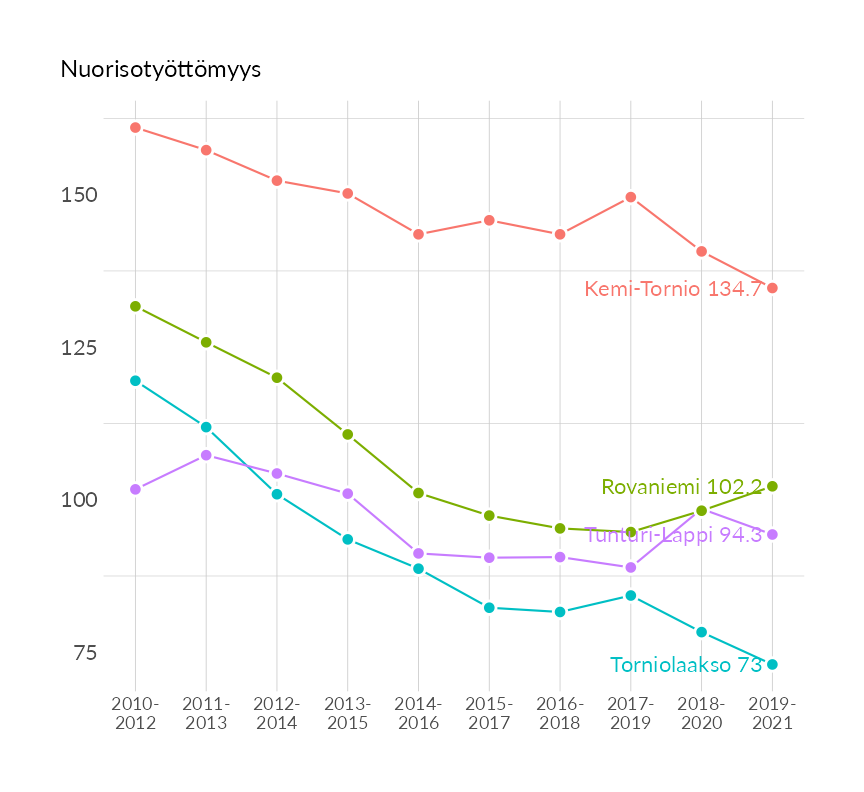 Nuorisotyöttömyys
150
125
100
75
Kemi-Tornio 134.7
Rovaniemi 102.2
Tunturi-Lappi 94.3
Torniolaakso 73
2010- 2011- 2012- 2013- 2014- 2015- 2016- 2017- 2018- 2019-
2012 2013 2014 2015 2016 2017 2018 2019 2020 2021